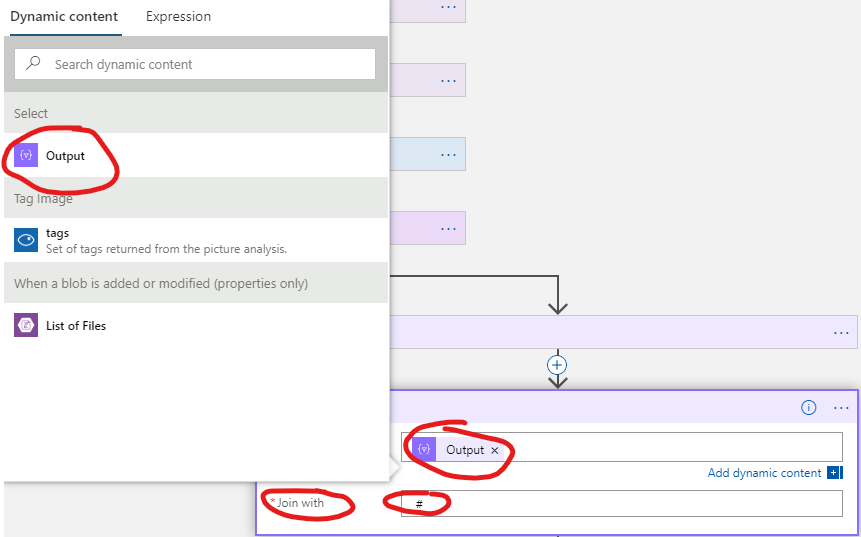 Dynamic content Expression
Search dynamic content
Select
Output
Tag Image
tags
Set of tags returned from the picture analysis.
When a blob is added or modified (properties only)
List of Files
Output ×
Add dynamic content
* Join with
#